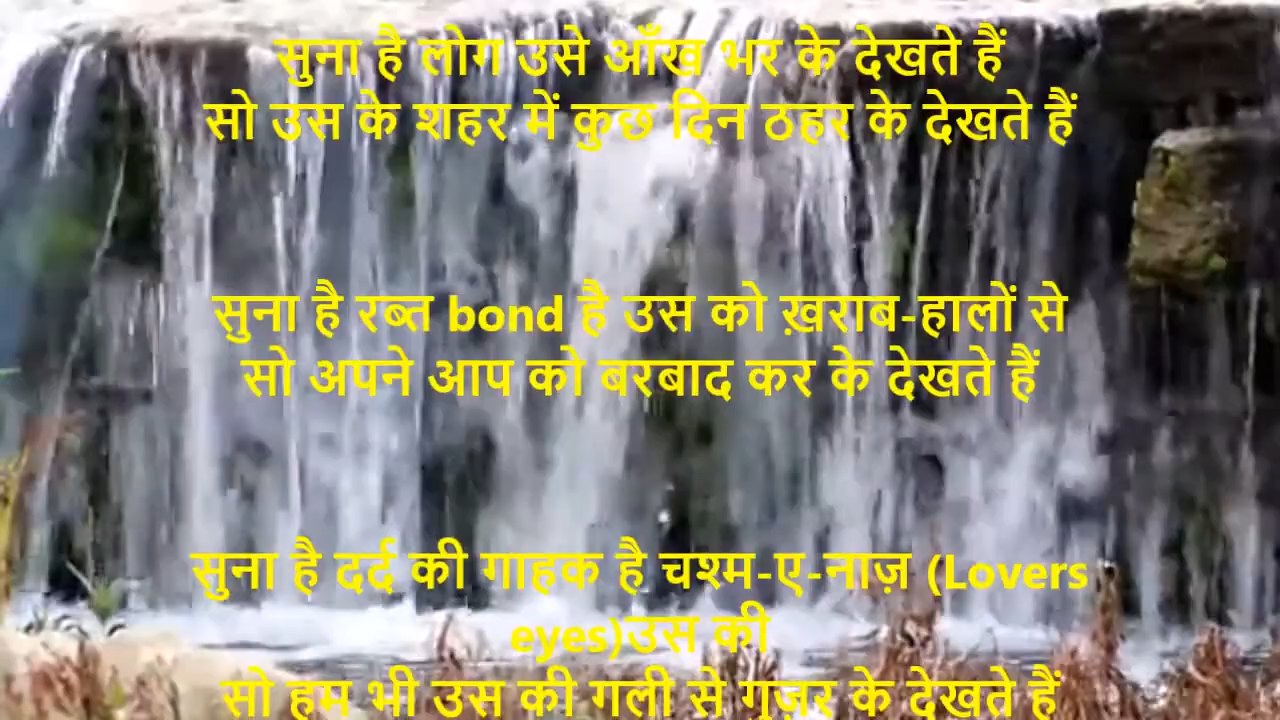 सुना है लोग उसे आँख भर के देखते हैं
सो उस के शहर में कुछ दिन ठहर के देखते हैं
सुना है रब्त bond है उस को ख़राब-हालों से
सो अपने आप को बरबाद कर के देखते हैं
सुना है दर्द की गाहक है चश्म-ए-नाज़ (Lovers
eyes)उस की
सो हम भी उस की गली से गुज़र के देखते हैं